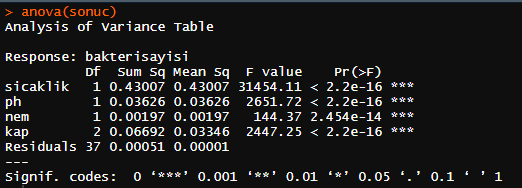 > anova(sonuc)
Analysis of Variance Table

Response: bakterisayisi
          Df  Sum Sq Mean Sq  F value    Pr(>F)
sicaklik   1 0.43007 0.43007 31454.11 < 2.2e-16 ***
ph         1 0.03626 0.03626  2651.72 < 2.2e-16 ***
nem        1 0.00197 0.00197   144.37 2.454e-14 ***
kap        2 0.06692 0.03346  2447.25 < 2.2e-16 ***
Residuals 37 0.00051 0.00001
---
Signif. codes:  0 ‘***’ 0.001 ‘**’ 0.01 ‘*’ 0.05 ‘.’ 0.1 ‘ ’ 1